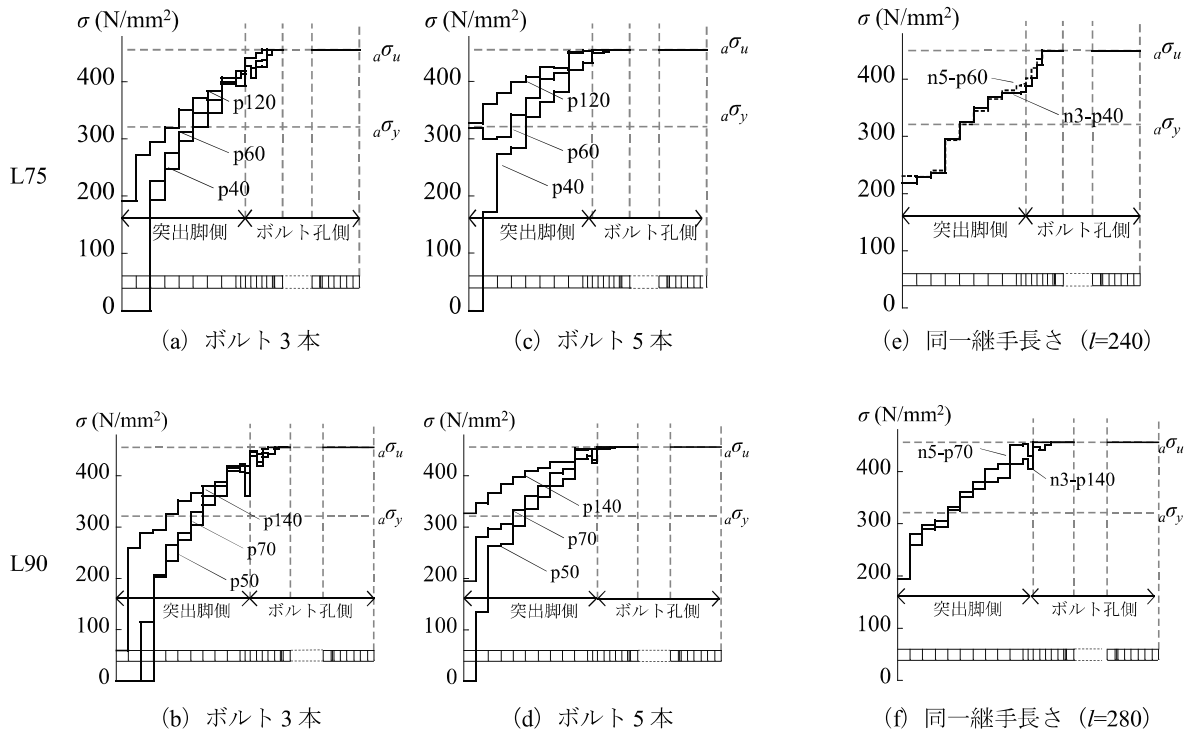 σ (N/mm²)
400
300
200
100
0
L75
p120
p60
p40
突出脚側
ボルト孔側
aσu
aσy
(a) ボルト 3 本
σ (N/mm²)
400
300
200
100
0
p120
p60
p40
突出脚側
ボルト孔側
aσu
aσy
(c) ボルト 5 本
σ (N/mm²)
400
300
200
100
0
n5-p60
n3-p40
突出脚側
ボルト孔側
aσu
aσy
(e) 同一継手長さ (l=240)
σ (N/mm²)
400
300
200
100
0
L90
p140
p70
p50
突出脚側
ボルト孔側
aσu
aσy
(b) ボルト 3 本
σ (N/mm²)
400
300
200
100
0
p140
p70
p50
突出脚側
ボルト孔側
aσu
aσy
(d) ボルト 5 本
σ (N/mm²)
400
300
200
100
0
n5-p70
n3-p140
突出脚側
ボルト孔側
aσu
aσy
(f) 同一継手長さ (l=280)